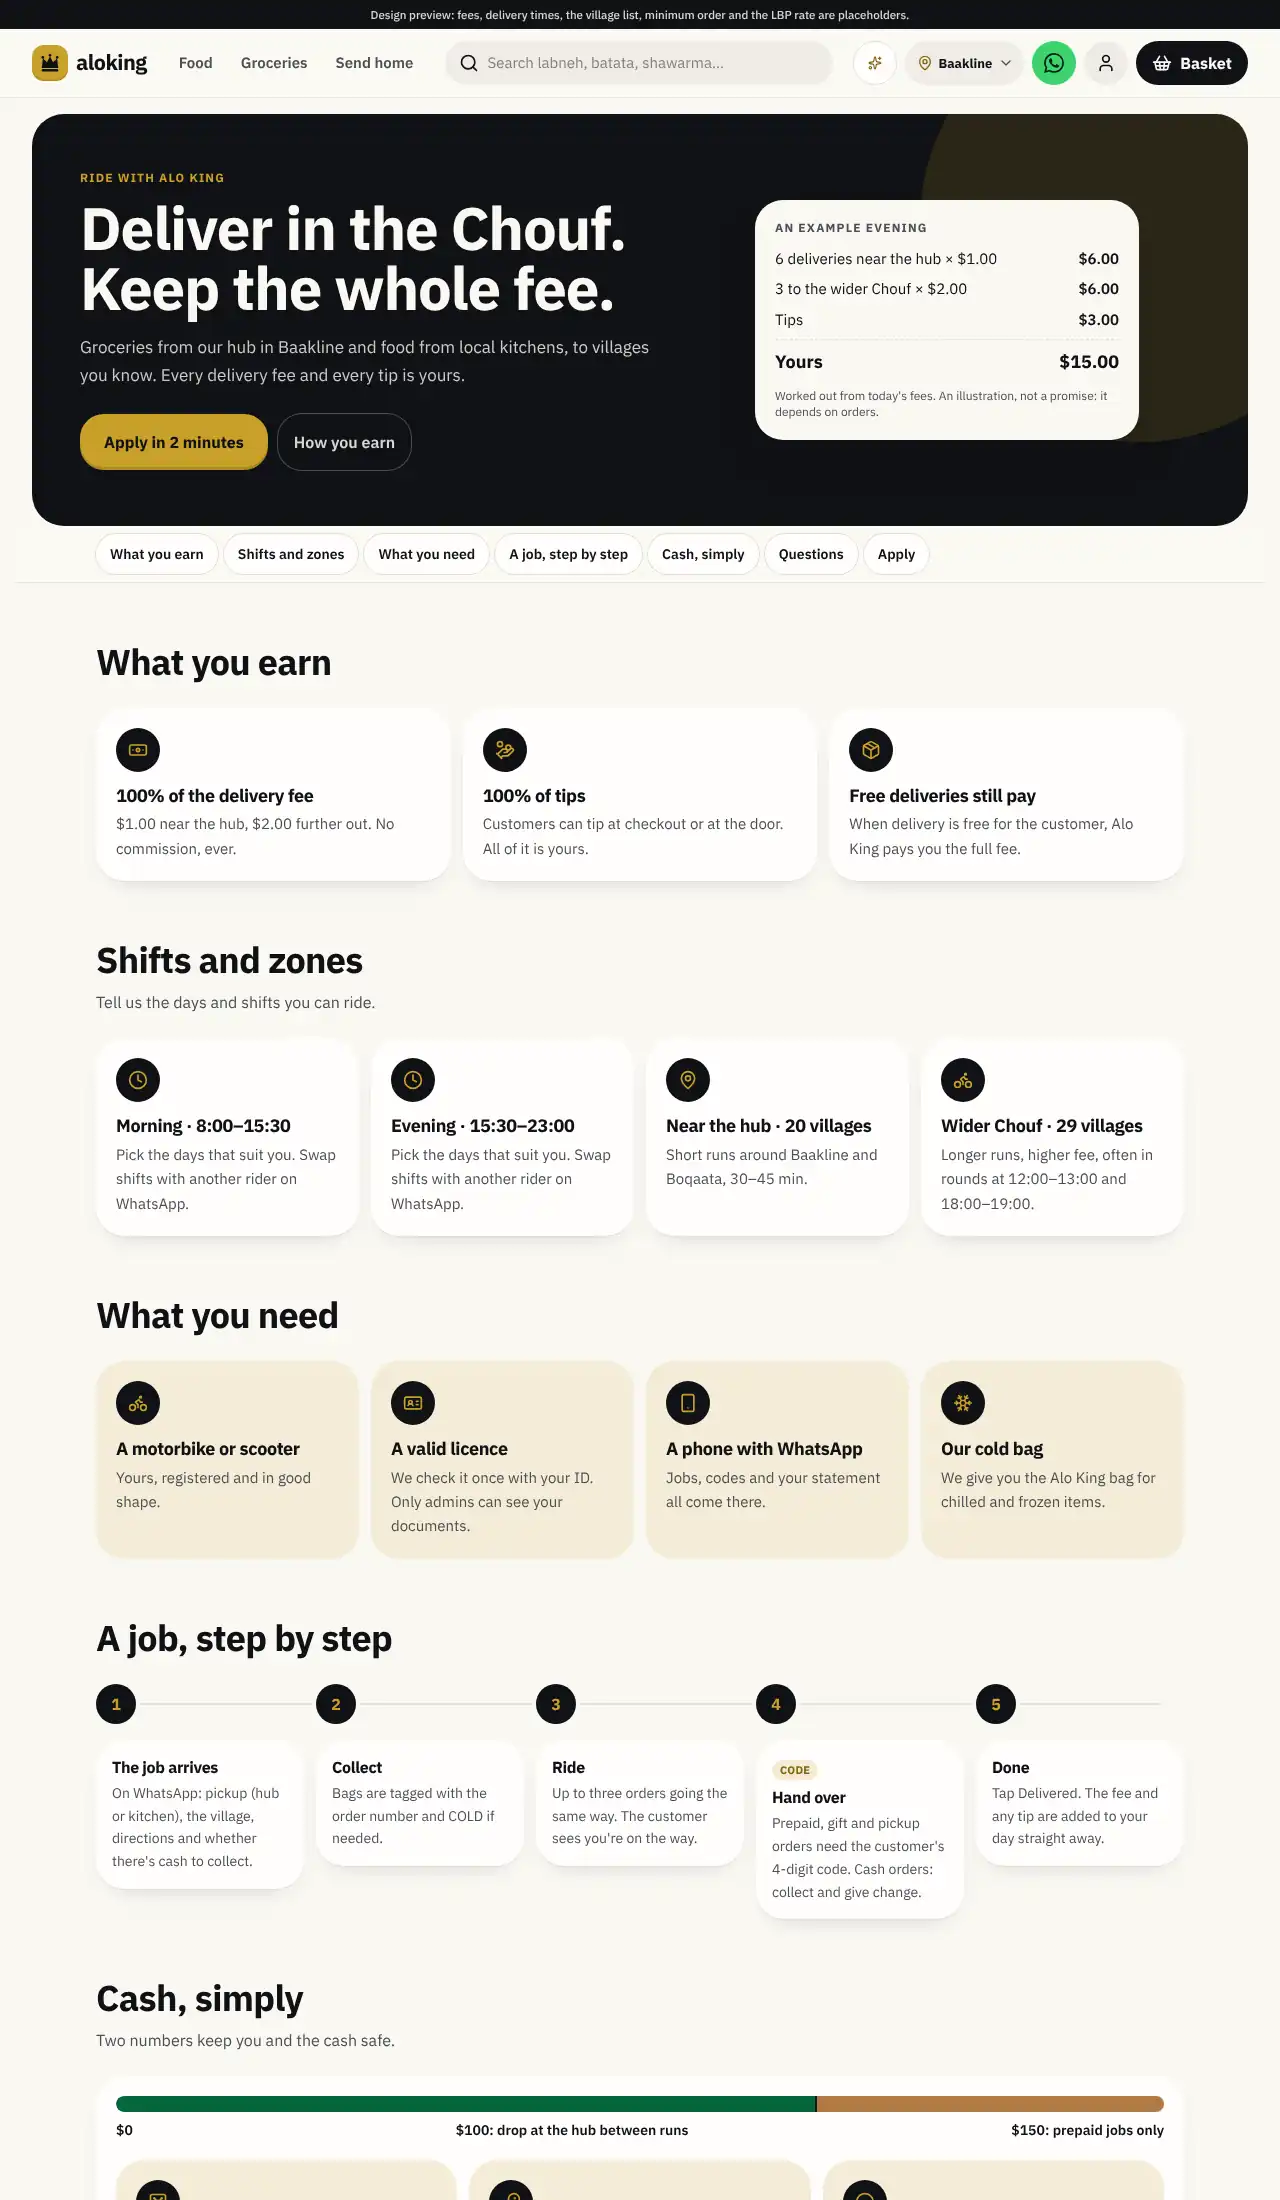 Design preview: fees, delivery times, the village list, minimum order and the LBP rate are placeholders.
aloking
Food
Groceries
Send home
Search labneh, batata, shawarma...
Baakline
Basket
RIDE WITH ALO KING
Deliver in the Chouf.
Keep the whole fee.
Groceries from our hub in Baakline and food from local kitchens, to villages
you know. Every delivery fee and every tip is yours.
Apply in 2 minutes
How you earn
AN EXAMPLE EVENING
6 deliveries near the hub × $1.00 $6.00
3 to the wider Chouf × $2.00 $6.00
Tips $3.00
Yours $15.00
Worked out from today's fees. An illustration, not a promise: it
depends on orders.
What you earn
Shifts and zones
What you need
A job, step by step
Cash, simply
Questions
Apply
What you earn
100% of the delivery fee
$1.00 near the hub, $2.00 further out. No
commission, ever.
100% of tips
Customers can tip at checkout or at the door.
All of it is yours.
Free deliveries still pay
When delivery is free for the customer, Alo
King pays you the full fee.
Shifts and zones
Tell us the days and shifts you can ride.
Morning · 8:00–15:30
Pick the days that suit you. Swap
shifts with another rider on
WhatsApp.
Evening · 15:30–23:00
Pick the days that suit you. Swap
shifts with another rider on
WhatsApp.
Near the hub · 20 villages
Short runs around Baakline and
Boqaata, 30–45 min.
Wider Chouf · 29 villages
Longer runs, higher fee, often in
rounds at 12:00–13:00 and
18:00–19:00.
What you need
A motorbike or scooter
Yours, registered and in good
shape.
A valid licence
We check it once with your ID.
Only admins can see your
documents.
A phone with WhatsApp
Jobs, codes and your statement
all come there.
Our cold bag
We give you the Alo King bag for
chilled and frozen items.
A job, step by step
1
The job arrives
On WhatsApp: pickup (hub
or kitchen), the village,
directions and whether
there's cash to collect.
2
Collect
Bags are tagged with the
order number and COLD if
needed.
3
Ride
Up to three orders going the
same way. The customer
sees you're on the way.
4
CODE
Hand over
Prepaid, gift and pickup
orders need the customer's
4-digit code. Cash orders:
collect and give change.
5
Done
Tap Delivered. The fee and
any tip are added to your
day straight away.
Cash, simply
Two numbers keep you and the cash safe.
$0
$100: drop at the hub between runs
$150: prepaid jobs only